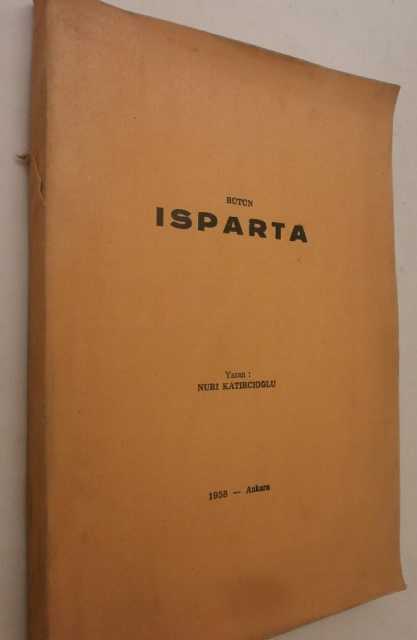 BÜTÜN
ISPARTA
Yazan :
NURİ KATIRCIOĞLU
1958 — Ankara